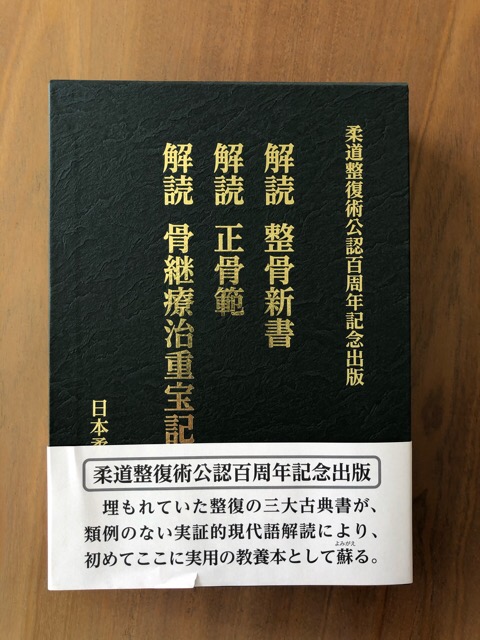 柔道整復術公認百周年記念出版
解読 整骨新書
解読 正骨範
解読 骨継療治重宝記
日本柔
柔道整復術公認百周年記念出版
埋もれていた整復の三大古典書が、
類例のない実証的現代語解読により、
よみがえ
初めてここに実用の教養本として蘇る。